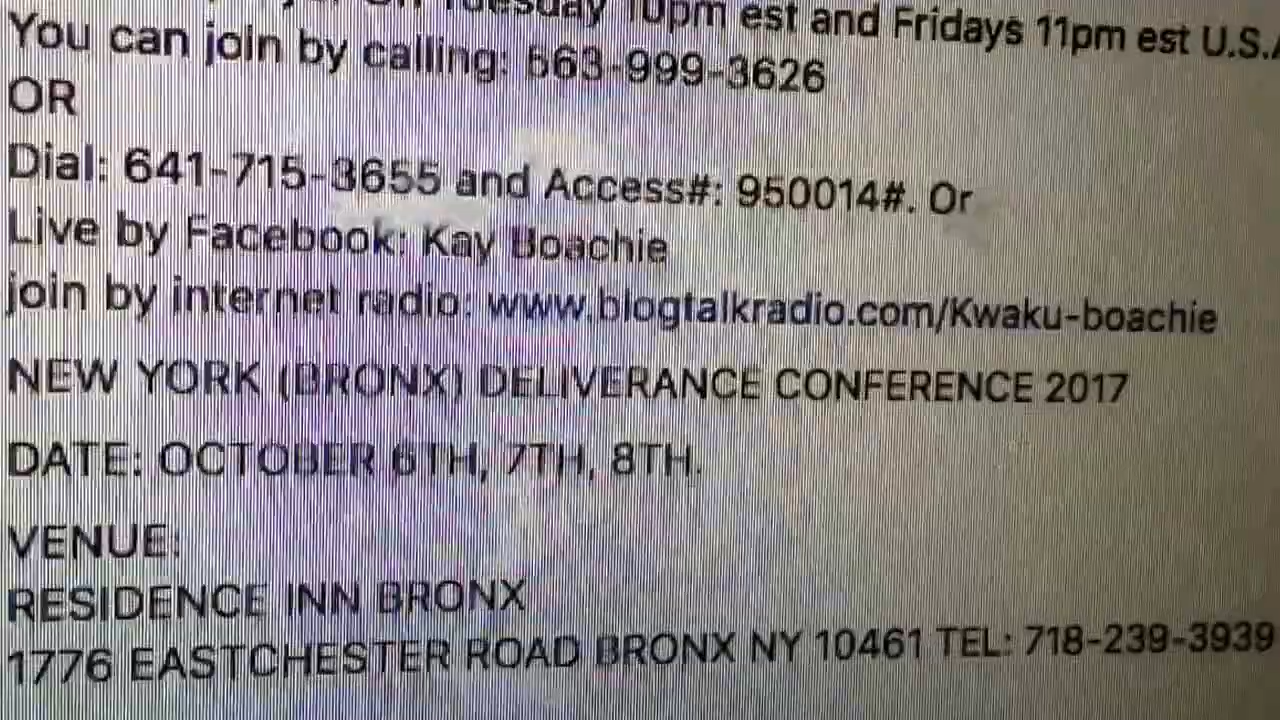 On Tuesday 10pm est and Fridays 11pm est U.S.A
You can join by calling: 563-999-3626
OR
Dial: 641-715-3655 and Access#: 950014#. Or
Live by Facebook: Kay Boachie
join by internet radio: www.blogtalkradio.com/Kwaku-boachie
NEW YORK (BRONX) DELIVERANCE CONFERENCE 2017
DATE: OCTOBER 6TH, 7TH, 8TH.
VENUE:
RESIDENCE INN BRONX
1776 EASTCHESTER ROAD BRONX NY 10461 TEL: 718-239-3939